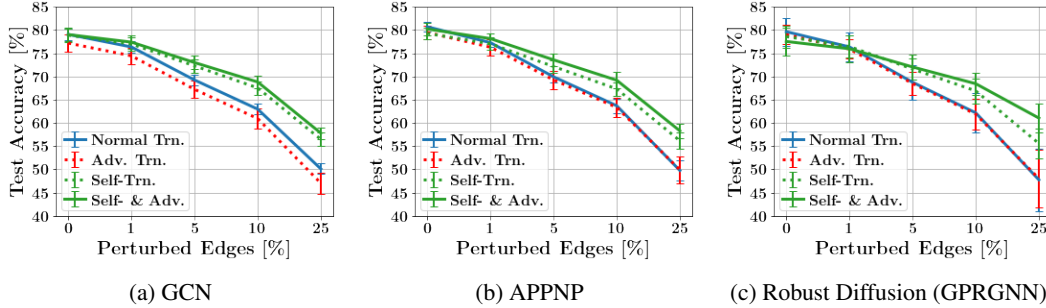 Test Accuracy [%]
85
80
75
70
65
60
55
50
45
40
Normal Trn.
Adv. Trn.
Self-Trn.
Self- & Adv.
0 1 5 10 25
Perturbed Edges [%]
(a) GCN
Test Accuracy [%]
85
80
75
70
65
60
55
50
45
40
Normal Trn.
Adv. Trn.
Self-Trn.
Self- & Adv.
0 1 5 10 25
Perturbed Edges [%]
(b) APPNP
Test Accuracy [%]
85
80
75
70
65
60
55
50
45
40
Normal Trn.
Adv. Trn.
Self-Trn.
Self- & Adv.
0 1 5 10 25
Perturbed Edges [%]
(c) Robust Diffusion (GPRGNN)